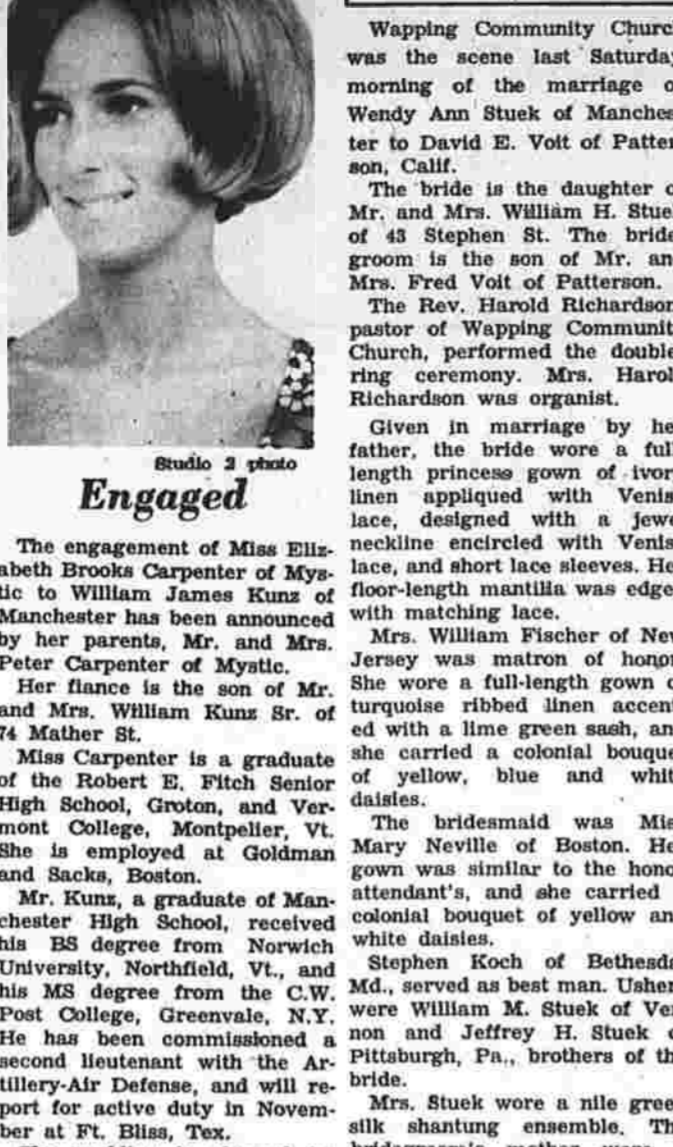 Studio 2 photo
Engaged
The engagement of Miss Eliz-
abeth Brooks Carpenter of Mys-
tic to William James Kunz of
Manchester has been announced
by her parents, Mr. and Mrs.
Peter Carpenter of Mystic.
Her fiance is the son of Mr.
and Mrs. William Kunz Sr. of
74 Mather St.
Miss Carpenter is a graduate
of the Robert E. Fitch Senior
High School, Groton, and Ver-
mont College, Montpelier, Vt.
She is employed at Goldman
and Sacks, Boston.
Mr. Kunz, a graduate of Man-
chester High School, received
his BS degree from Norwich
University, Northfield, Vt., and
his MS degree from the C.W.
Post College, Greenvale, N.Y.
He has been commissioned a
second lieutenant with the Ar-
tillery-Air Defense, and will re-
port for active duty in Novem-
ber at Ft. Bliss, Tex.
Wapping Community Churc
was the scene last Saturday
morning of the marriage o
Wendy Ann Stuek of Manches
ter to David E. Voit of Patter
son, Calif.
The bride is the daughter o
Mr. and Mrs. William H. Stue
of 43 Stephen St. The bride
groom is the son of Mr. an
Mrs. Fred Voit of Patterson.
The Rev. Harold Richardson
pastor of Wapping Communit
Church, performed the double
ring ceremony. Mrs. Harol
Richardson was organist.
Given in marriage by he
father, the bride wore a full
length princess gown of ivor
linen appliqued with Venis
lace, designed with a jewe
neckline encircled with Venis
lace, and short lace sleeves. He
floor-length mantilla was edge
with matching lace.
Mrs. William Fischer of New
Jersey was matron of honor
She wore a full-length gown o
turquoise ribbed linen accent
ed with a lime green sash, an
she carried a colonial bouque
of yellow, blue and whit
daisies.
The bridesmaid was Mis
Mary Neville of Boston. He
gown was similar to the hono
attendant's, and she carried
colonial bouquet of yellow an
white daisies.
Stephen Koch of Bethesda
Md., served as best man. Usher
were William M. Stuek of Ver
non and Jeffrey H. Stuek o
Pittsburgh, Pa., brothers of th
bride.
Mrs. Stuek wore a nile gree
silk shantung ensemble. Th